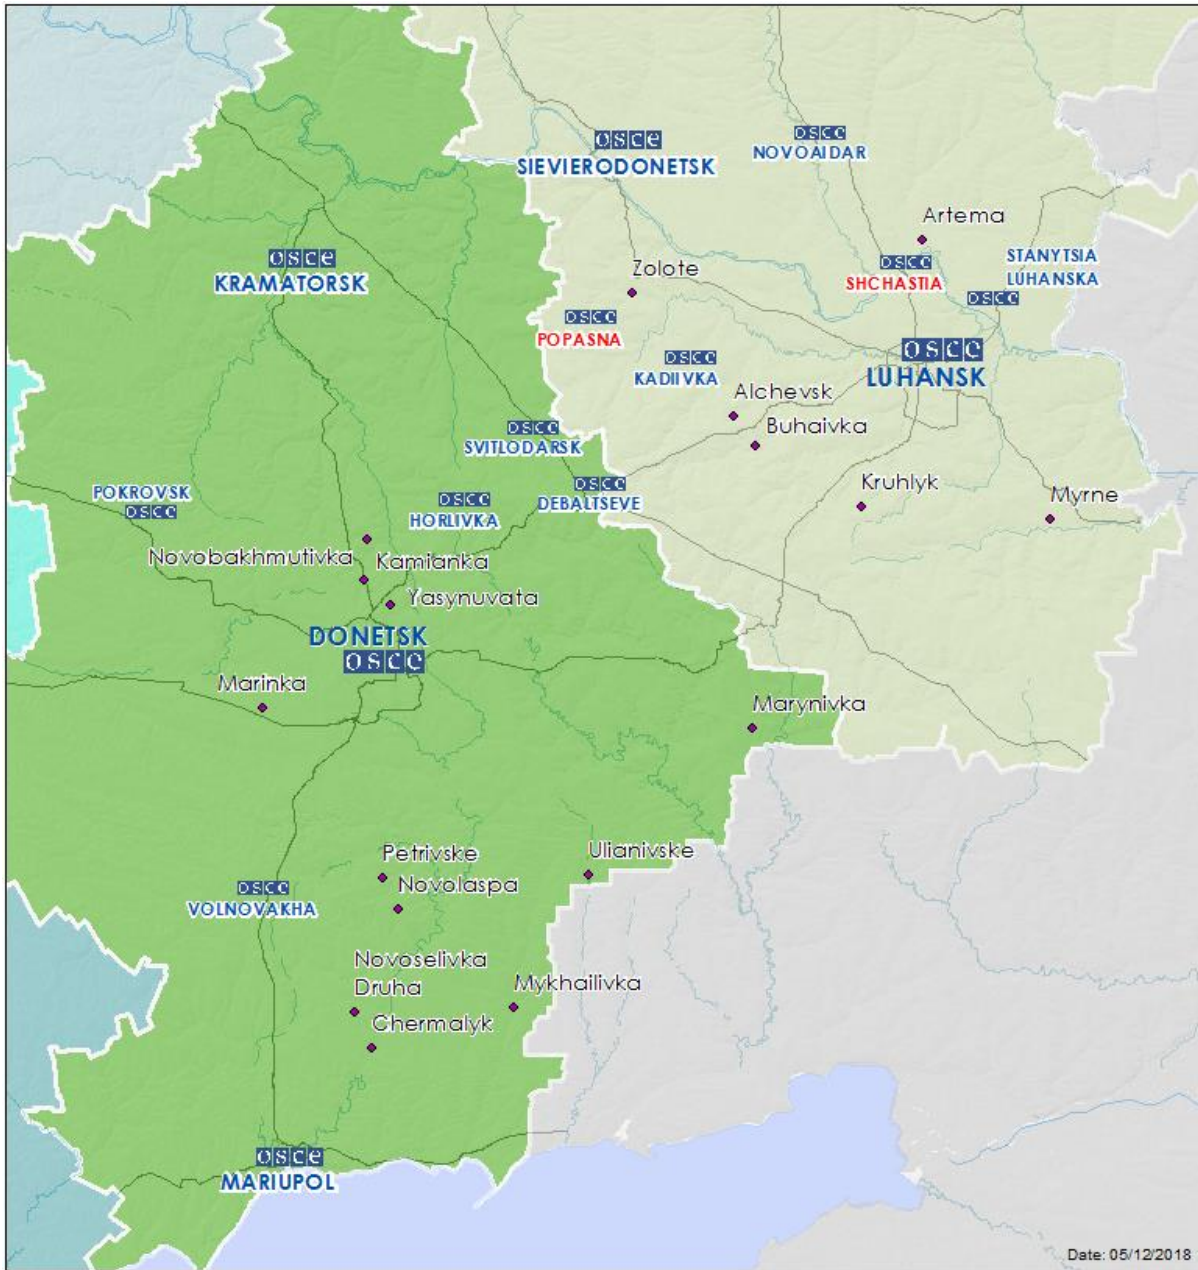 osce
SIEVIERODONETSK
osce
NOVOAIDAR
Artema
osce
KRAMATORSK
Zolote
osce
SHCHASTIA
STANYTSIA
LUHANSKA
osce
osce
POPASNA
osce
KADIIVKA
osce
LUHANSK
Alchevsk
Buhaivka
osce
SVITLODARSK
Kruhlyk
Myrne
POKROVSK
osce
osce
HORLIVKA
osce
DEBALTSEVE
Novobakhmutivka
Kamianka
Yasynuvata
DONETSK
osce
Marinka
Marynivka
Petrivske
Novolaspa
Ulianivske
osce
VOLNOVAKHA
Novoselivka
Druha
Mykhailivka
Chermalyk
osce
MARIUPOL
Date: 05/12/2018